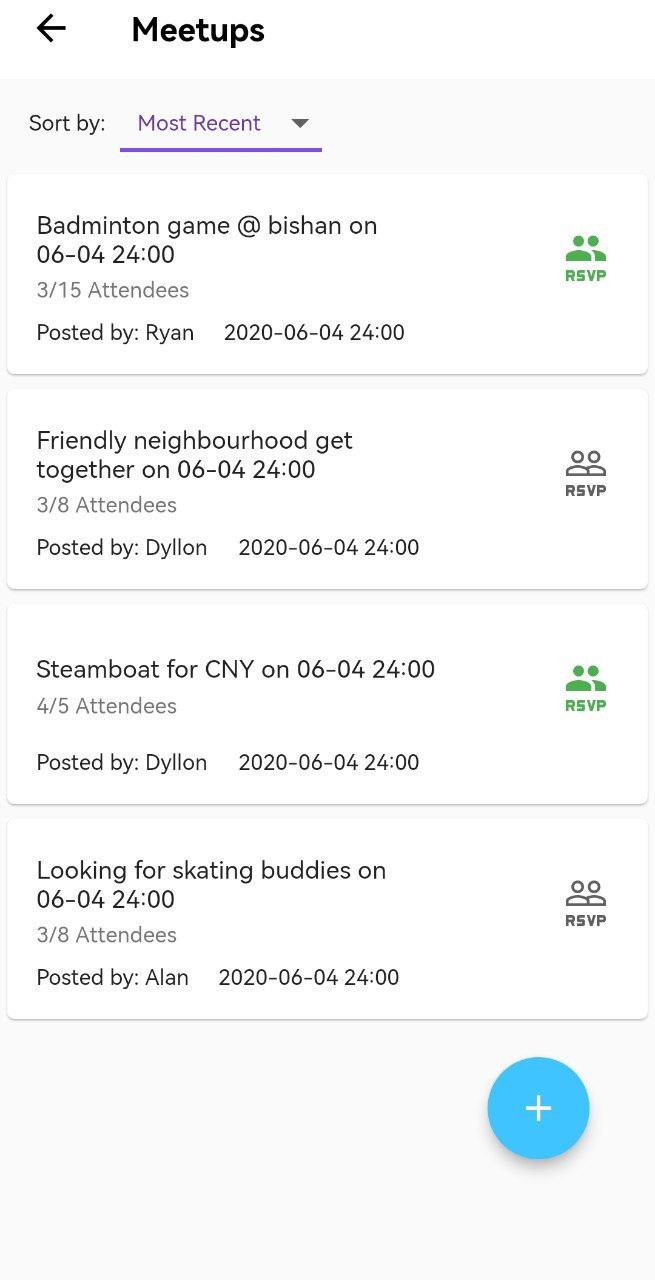 Meetups
Sort by: Most Recent
Badminton game @ bishan on
06-04 24:00
RSVP
3/15 Attendees
Posted by: Ryan 2020-06-04 24:00
Friendly neighbourhood get
together on 06-04 24:00
RSVP
3/8 Attendees
Posted by: Dyllon 2020-06-04 24:00
Steamboat for CNY on 06-04 24:00
RSVP
4/5 Attendees
Posted by: Dyllon 2020-06-04 24:00
Looking for skating buddies on
06-04 24:00
RSVP
3/8 Attendees
Posted by: Alan 2020-06-04 24:00